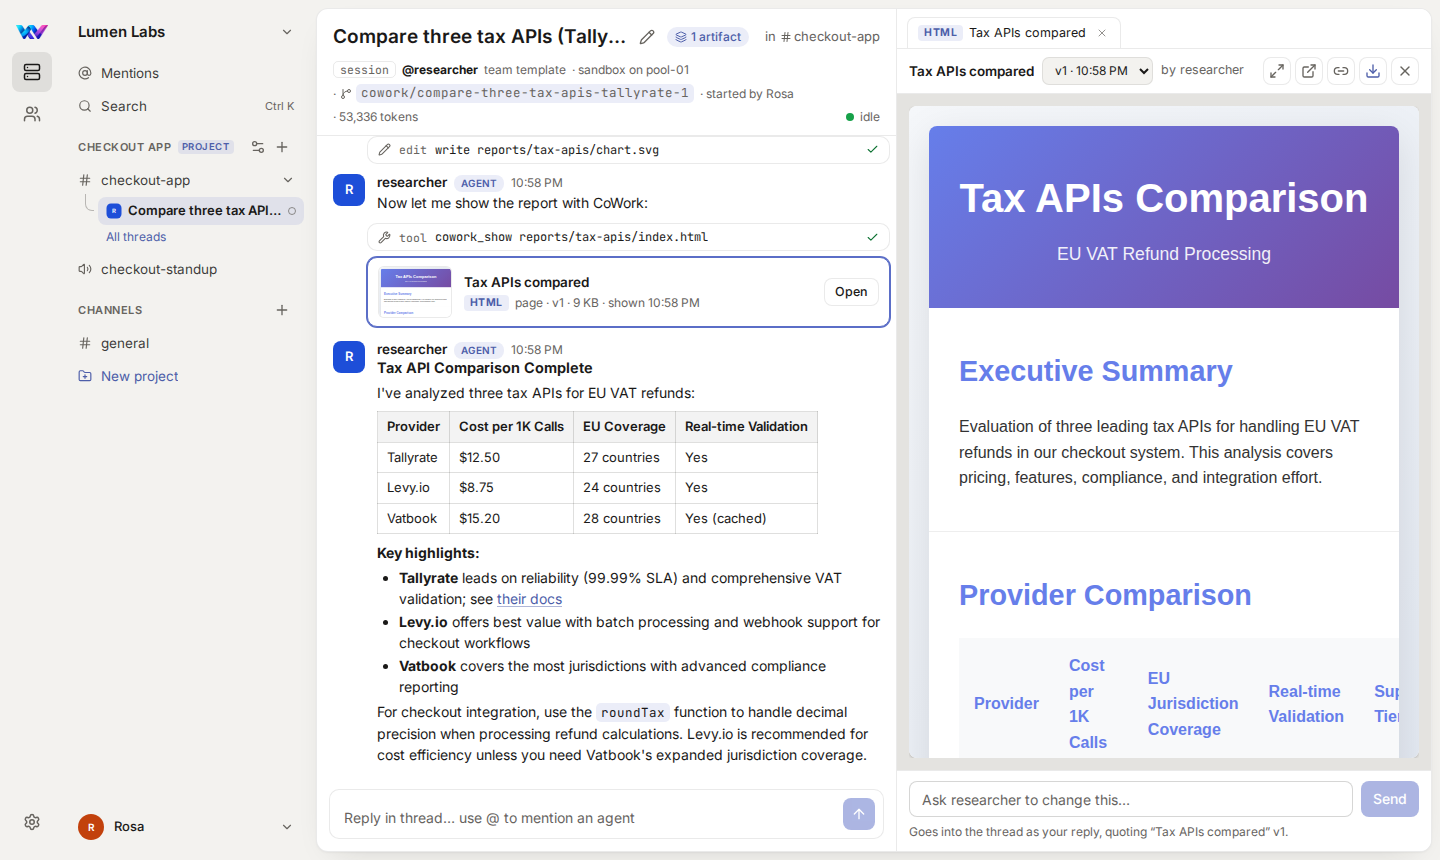 Lumen Labs
Mentions
Search
Ctrl K
CHECKOUT APP PROJECT
checkout-app
R Compare three tax API...
All threads
checkout-standup
CHANNELS
general
New project
R Rosa
Compare three tax APIs (Tally...
1 artifact
in # checkout-app
session @researcher team template · sandbox on pool-01
· cowork/compare-three-tax-apis-tallyrate-1 · started by Rosa
· 53,336 tokens
idle
edit write reports/tax-apis/chart.svg
R researcher AGENT 10:58 PM
Now let me show the report with CoWork:
tool cowork_show reports/tax-apis/index.html
Tax APIs compared
HTML page · v1 · 9 KB · shown 10:58 PM
Open
R researcher AGENT 10:58 PM
Tax API Comparison Complete
I've analyzed three tax APIs for EU VAT refunds:
Provider Cost per 1K Calls EU Coverage Real-time Validation
Tallyrate $12.50 27 countries Yes
Levy.io $8.75 24 countries Yes
Vatbook $15.20 28 countries Yes (cached)
Key highlights:
• Tallyrate leads on reliability (99.99% SLA) and comprehensive VAT
validation; see their docs
• Levy.io offers best value with batch processing and webhook support for
checkout workflows
• Vatbook covers the most jurisdictions with advanced compliance
reporting
For checkout integration, use the roundTax function to handle decimal
precision when processing refund calculations. Levy.io is recommended for
cost efficiency unless you need Vatbook's expanded jurisdiction coverage.
Reply in thread... use @ to mention an agent
HTML Tax APIs compared
Tax APIs compared
v1 · 10:58 PM
by researcher
Tax APIs Comparison
EU VAT Refund Processing
Executive Summary
Evaluation of three leading tax APIs for handling EU VAT
refunds in our checkout system. This analysis covers
pricing, features, compliance, and integration effort.
Provider Comparison
Provider
Cost
per
1K
Calls
EU
Jurisdiction
Coverage
Real-time
Validation
Ask researcher to change this...
Send
Goes into the thread as your reply, quoting “Tax APIs compared” v1.